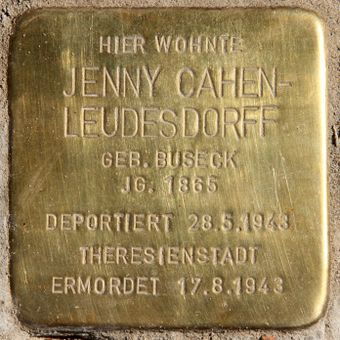 HIER WOHNTE
JENNY CAHEN-
LEUDESDORFF
GEB. BUSECK
JG. 1865
DEPORTIERT 28.5.1943
THERESIENSTADT
ERMORDET 17.8.1943